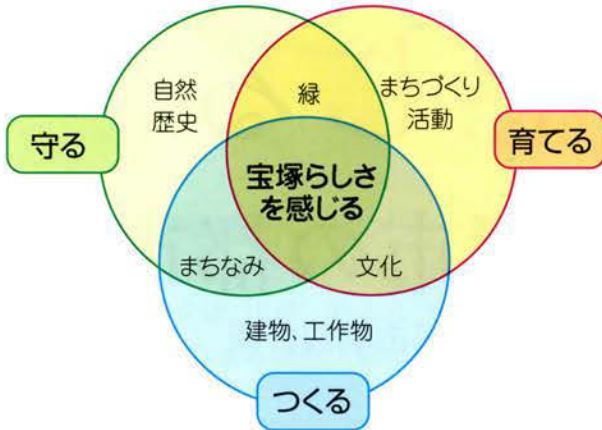 自然
歴史
緑
まちづくり
活動
守る
育てる
宝塚らしさ
を感じる
まちなみ
文化
建物、工作物
つくる